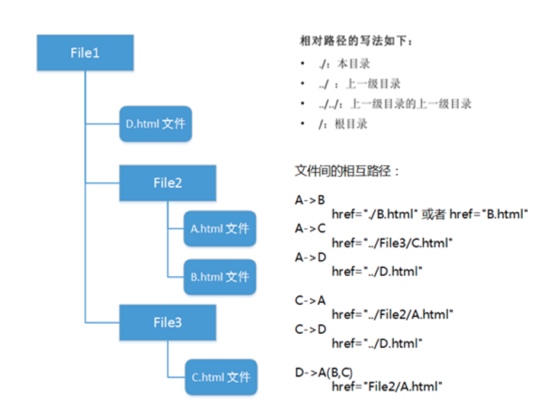 File1
D.html 文件
File2
A.html 文件
B.html 文件
File3
C.html 文件
相对路径的写法如下：
• ./：本目录
• ../ ：上一级目录
• ../../：上一级目录的上一级目录
• /：根目录
文件间的相互路径：
A->B
href="./B.html" 或者 href="B.html"
A->C
href="../File3/C.html"
A->D
href="../D.html"
C->A
href="../File2/A.html"
C->D
href="../D.html"
D->A(B,C)
href="File2/A.html"